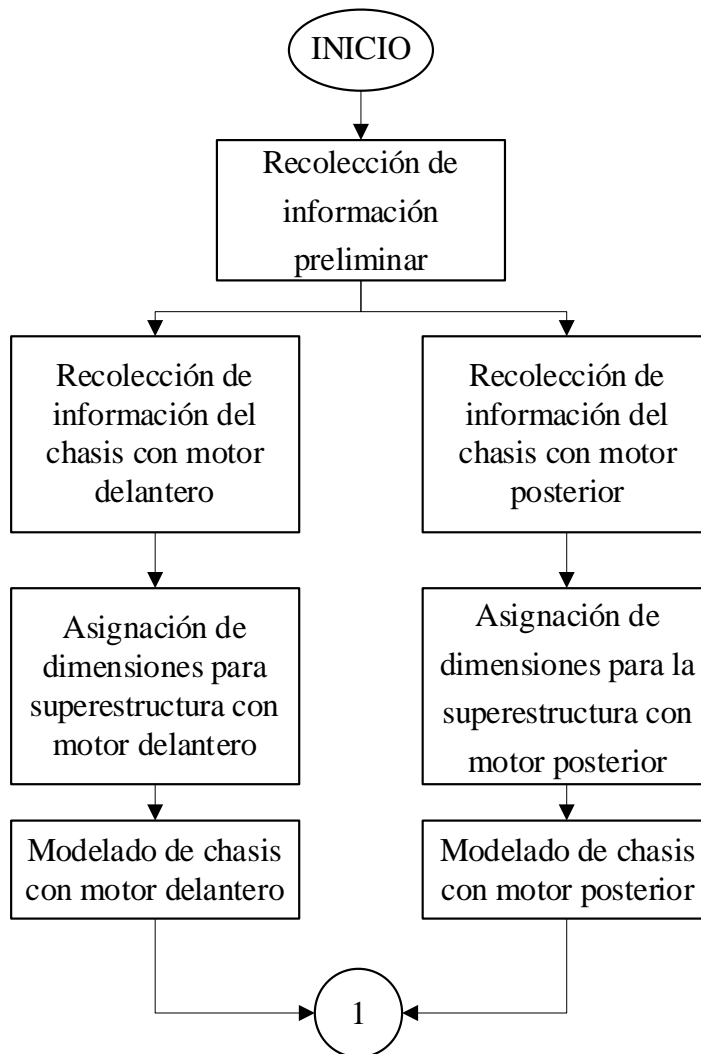 INICIO
Recolección de
información
preliminar
Recolección de
información del
chasis con motor
delantero
Recolección de
información del
chasis con motor
posterior
Asignación de
dimensiones para
superestructura con
motor delantero
Asignación de
dimensiones para la
superestructura con
motor posterior
Modelado de chasis
con motor delantero
Modelado de chasis
con motor posterior
1